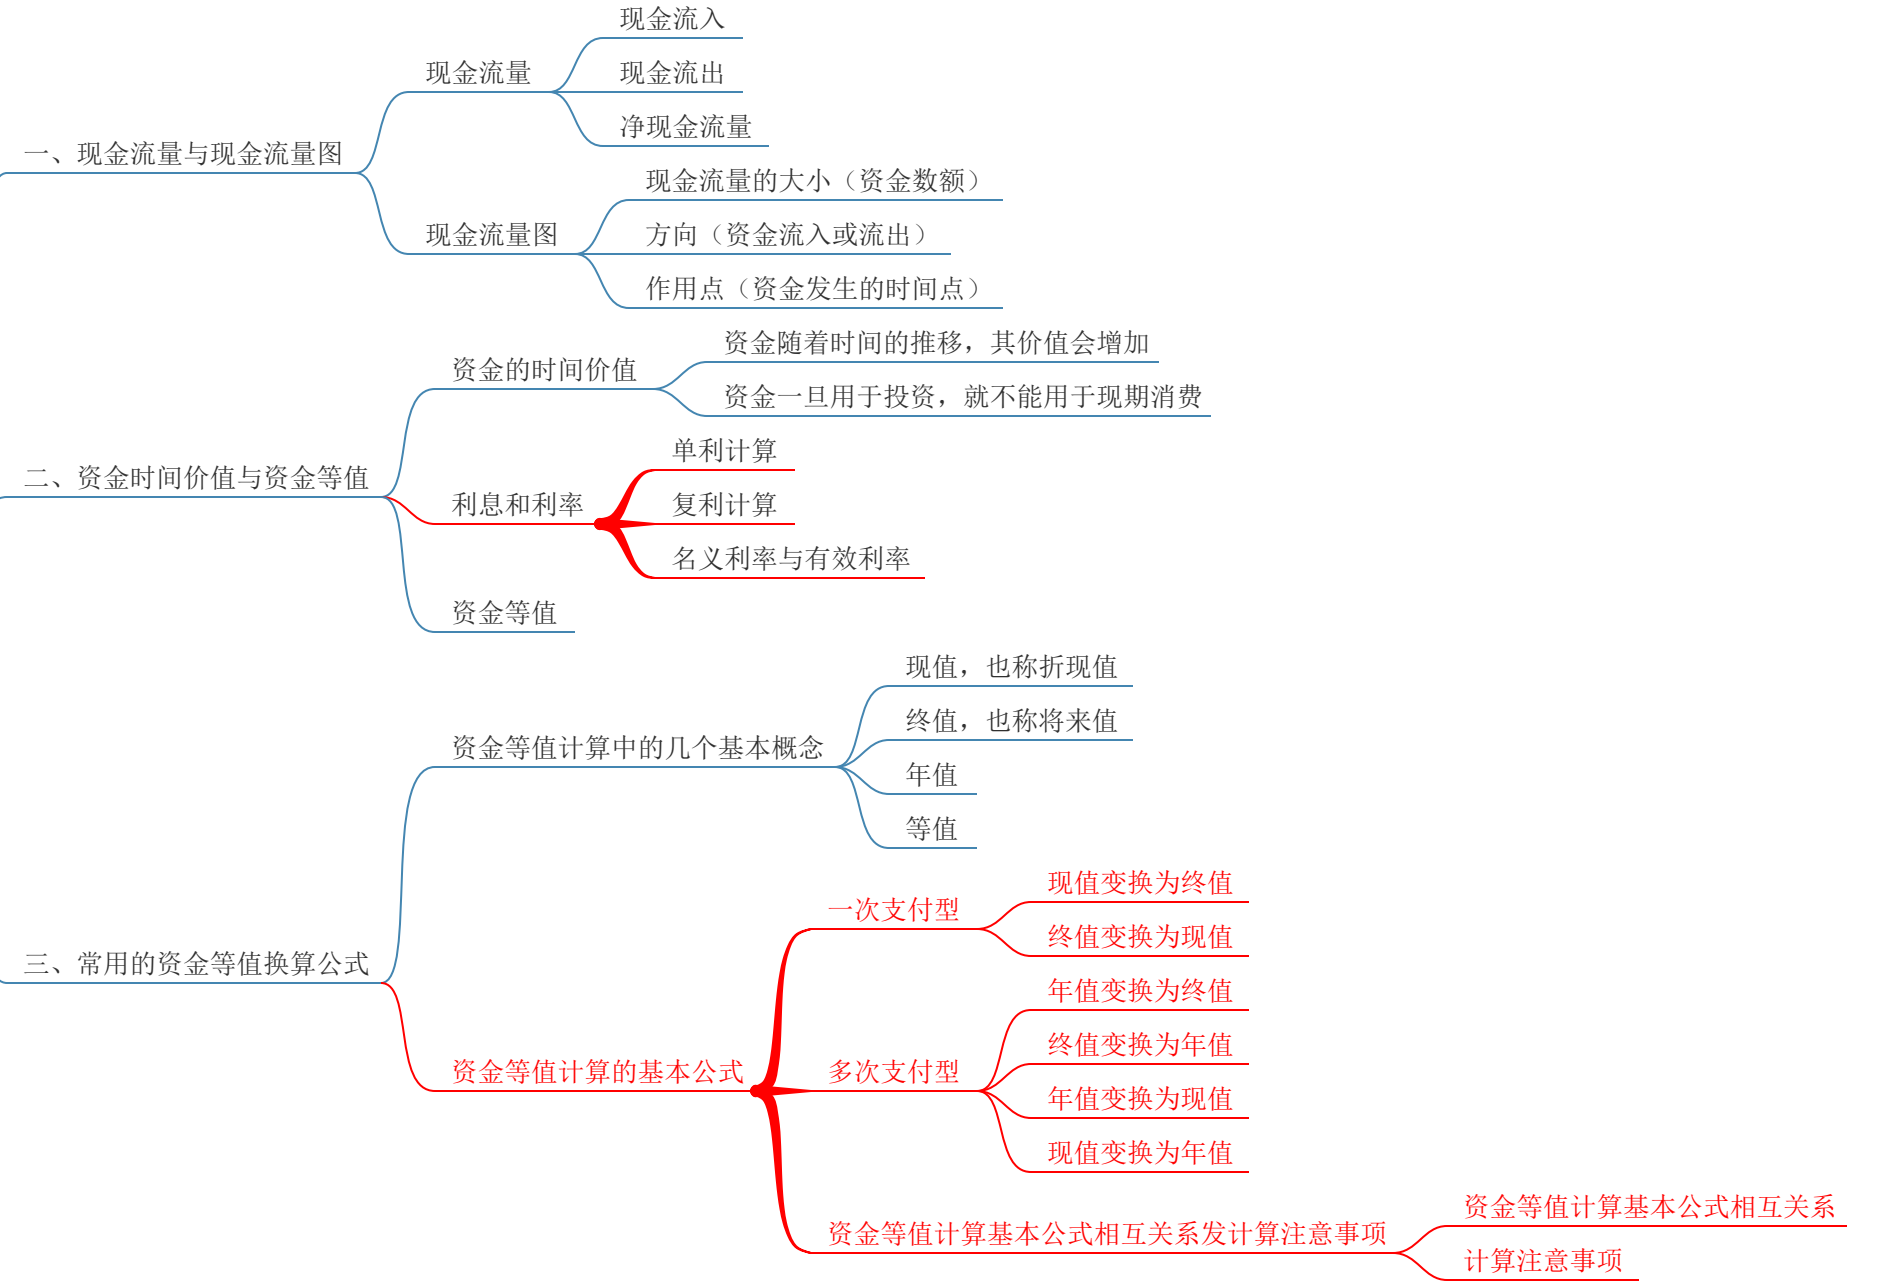 一、现金流量与现金流量图
现金流量
现金流入
现金流出
净现金流量
现金流量图
现金流量的大小（资金数额）
方向（资金流入或流出）
作用点（资金发生的时间点）
二、资金时间价值与资金等值
资金的时间价值
资金随着时间的推移，其价值会增加
资金一旦用于投资，就不能用于现期消费
利息和利率
单利计算
复利计算
名义利率与有效利率
资金等值
三、常用的资金等值换算公式
资金等值计算中的几个基本概念
现值，也称折现值
终值，也称将来值
年值
等值
资金等值计算的基本公式
一次支付型
现值变换为终值
终值变换为现值
多次支付型
年值变换为终值
终值变换为年值
年值变换为现值
现值变换为年值
资金等值计算基本公式相互关系发计算注意事项
资金等值计算基本公式相互关系
计算注意事项